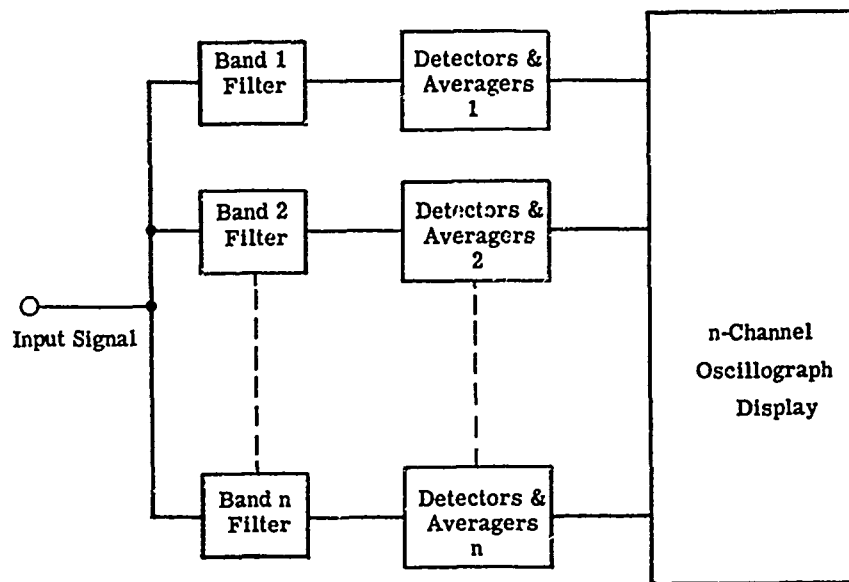 Band 1
Filter
Detectors &
Averagers
1
Band 2
Filter
Detectors &
Averagers
2
Input Signal
n-Channel
Oscillograph
Display
Band n
Filter
Detectors &
Averagers
n